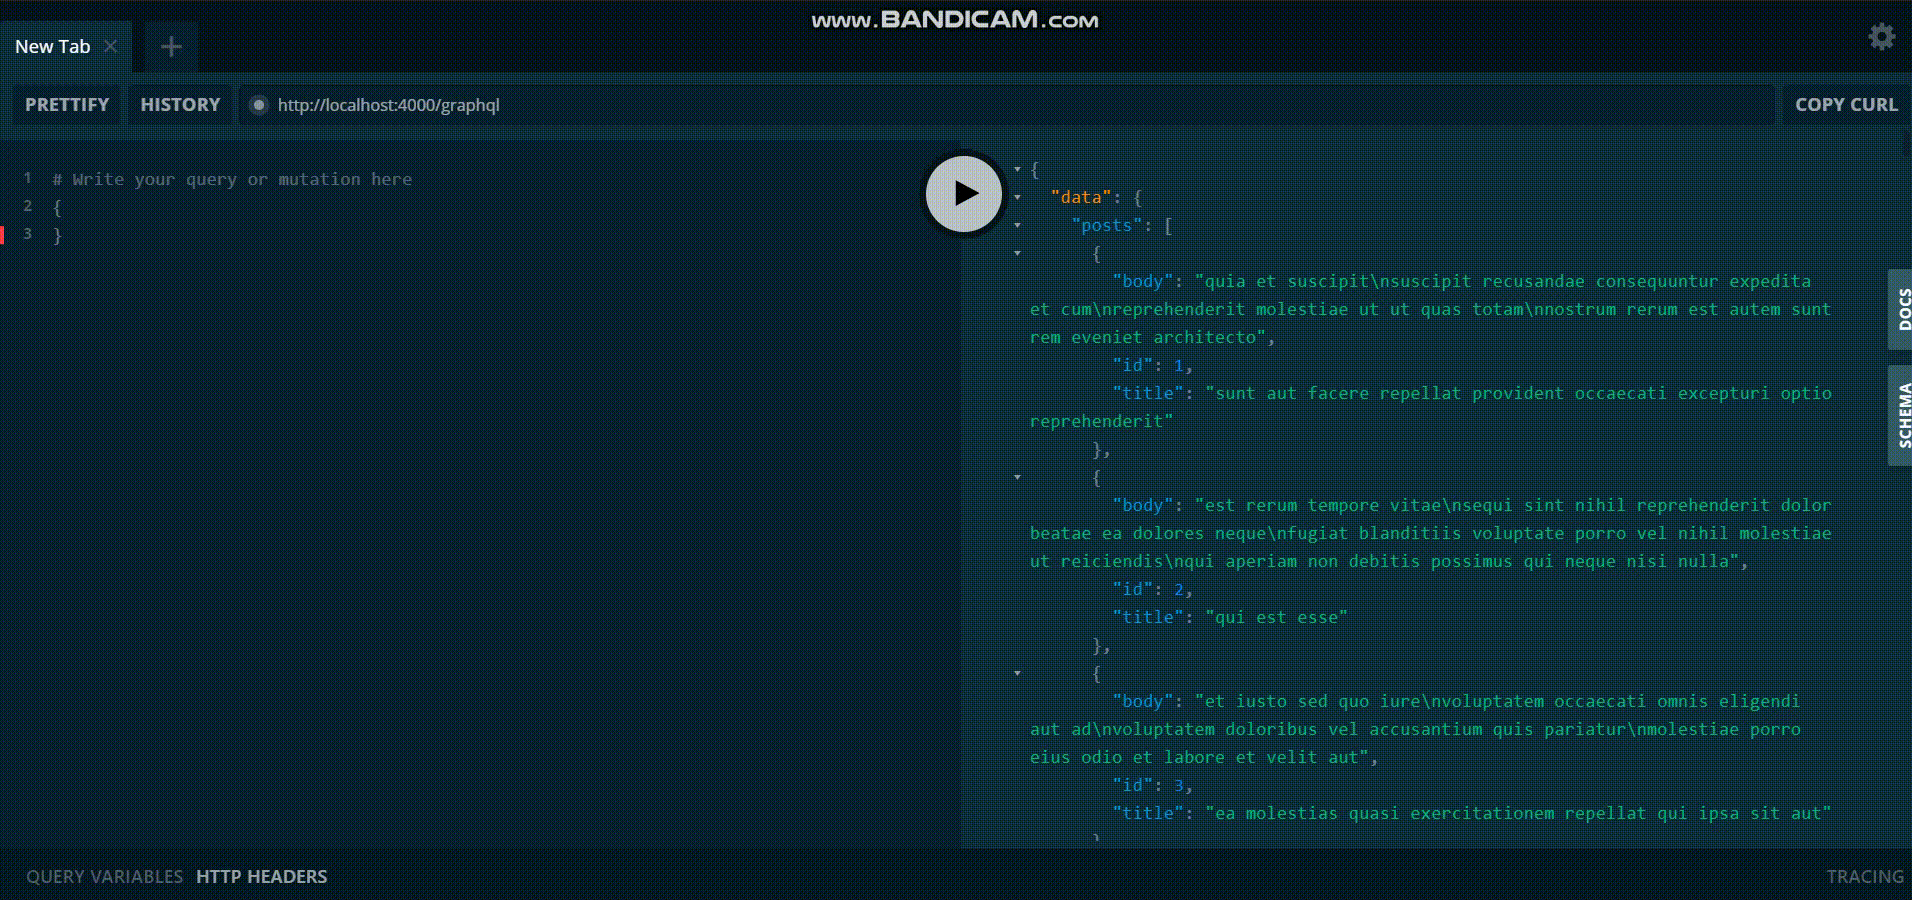 www.BANDICAM.com
New Tab
PRETTIFY HISTORY http://localhost:4000/graphql COPY CURL
1 # Write your query or mutation here
2 {
3 }
{
"data": {
"posts": [
{
"body": "quia et suscipit\nsuscipit recusandae consequuntur expedita
et cum\nreprehenderit molestiae ut ut quas totam\nnostrum rerum est autem sunt
rem eveniet architecto",
"id": 1,
"title": "sunt aut facere repellat provident occaecati excepturi optio
reprehenderit"
},
{
"body": "est rerum tempore vitae\nsequi sint nihil reprehenderit dolor
beatae ea dolores neque\nfugiat blanditiis voluptate porro vel nihil molestiae
ut reiciendis\nqui aperiam non debitis possimus qui neque nisi nulla",
"id": 2,
"title": "qui est esse"
},
{
"body": "et iusto sed quo iure\nvoluptatem occaecati omnis eligendi
aut ad\nvoluptatem doloribus vel accusantium quis pariatur\nmolestiae porro
eius odio et labore et velit aut",
"id": 3,
"title": "ea molestias quasi exercitationem repellat qui ipsa sit aut"
}
DOCS
SCHEMA
QUERY VARIABLES HTTP HEADERS TRACING